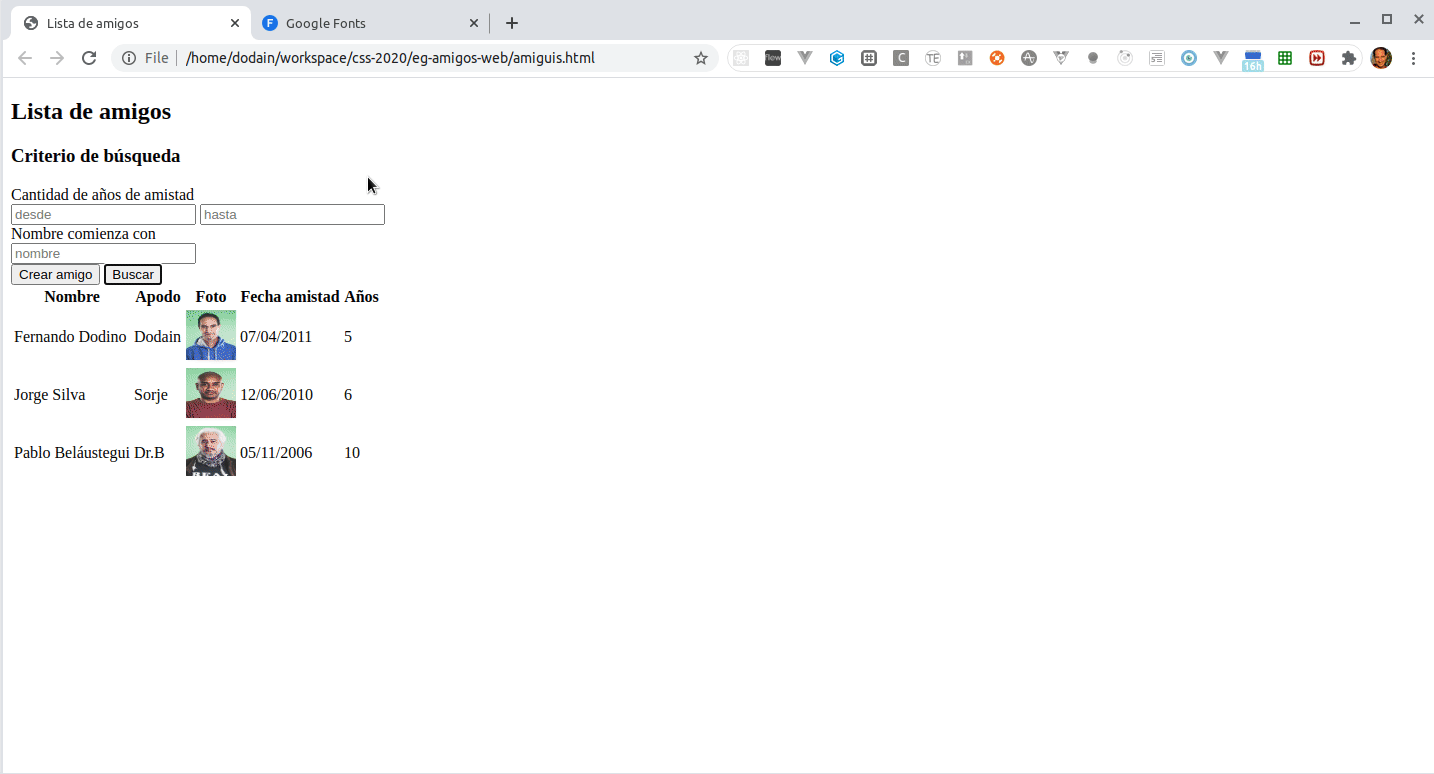 Lista de amigos
F Google Fonts
File /home/dodain/workspace/css-2020/eg-amigos-web/amiguis.html
flow C TE A 16h
Lista de amigos
Criterio de búsqueda
Cantidad de años de amistad
desde hasta
Nombre comienza con
nombre
Crear amigo Buscar
Nombre Apodo Foto Fecha amistad Años
Fernando Dodino Dodain 07/04/2011 5
Jorge Silva Sorje 12/06/2010 6
Pablo Beláustegui Dr.B 05/11/2006 10